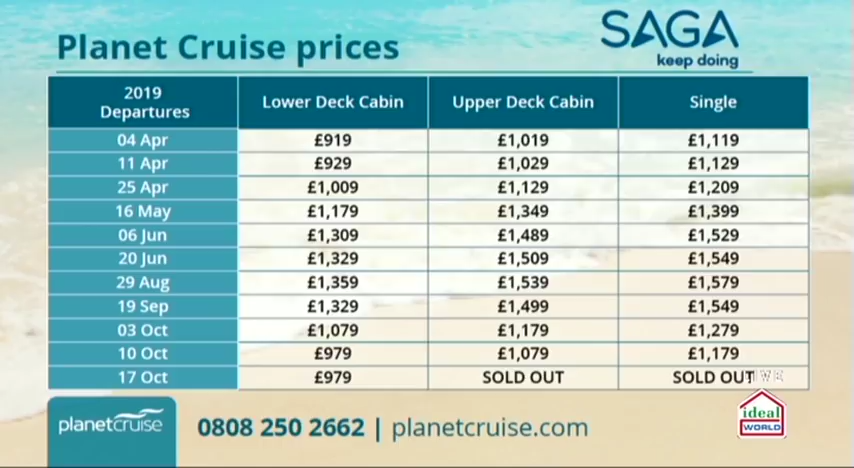 Planet Cruise prices
SAGA
keep doing
2019 Departures Lower Deck Cabin Upper Deck Cabin Single
04 Apr £919 £1,019 £1,119
11 Apr £929 £1,029 £1,129
25 Apr £1,009 £1,129 £1,209
16 May £1,179 £1,349 £1,399
06 Jun £1,309 £1,489 £1,529
20 Jun £1,329 £1,509 £1,549
29 Aug £1,359 £1,539 £1,579
19 Sep £1,329 £1,499 £1,549
03 Oct £1,079 £1,179 £1,279
10 Oct £979 £1,079 £1,179
17 Oct £979 SOLD OUT SOLD OUT
LIVE
planetcruise 0808 250 2662 | planetcruise.com
ideal
WORLD